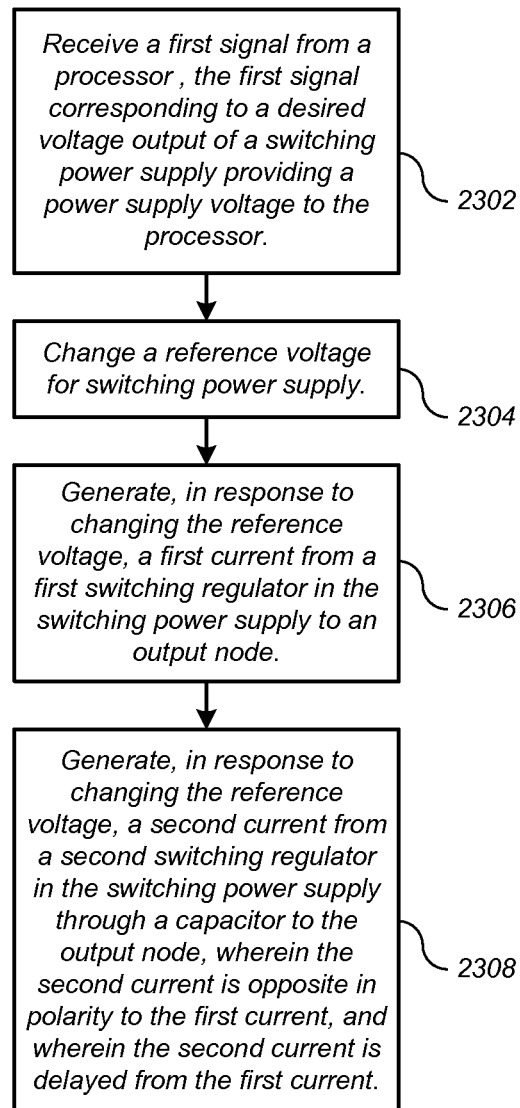 Receive a first signal from a
processor , the first signal
corresponding to a desired
voltage output of a switching
power supply providing a
power supply voltage to the
processor.
2302
Change a reference voltage
for switching power supply.
2304
Generate, in response to
changing the reference
voltage, a first current from a
first switching regulator in the
switching power supply to an
output node.
2306
Generate, in response to
changing the reference
voltage, a second current from
a second switching regulator
in the switching power supply
through a capacitor to the
output node, wherein the
second current is opposite in
polarity to the first current, and
wherein the second current is
delayed from the first current.
2308